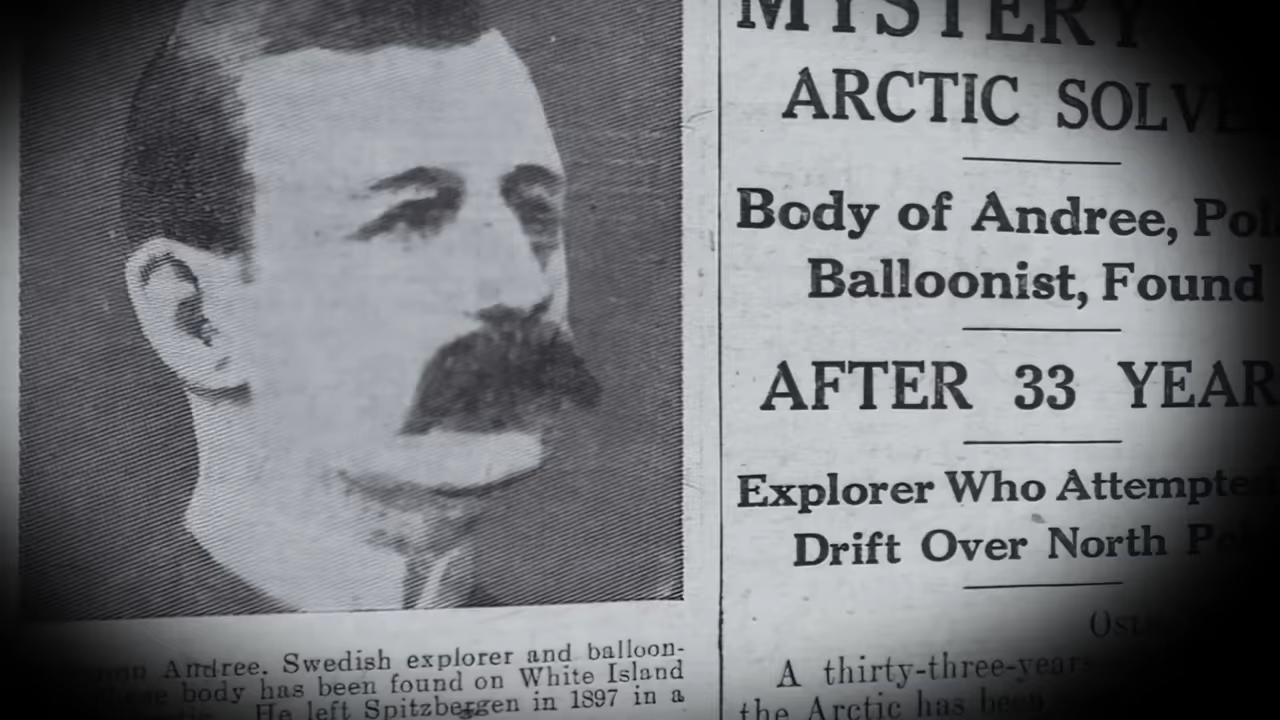 MYSTERY
ARCTIC SOLVE
Body of Andree, Pol
Balloonist, Found
AFTER 33 YEAR
Explorer Who Attempted
Drift Over North Po
A thirty-three-years
the Arctic has been
Andree. Swedish explorer and balloon-
body has been found on White Island
He left Spitzbergen in 1897 in a